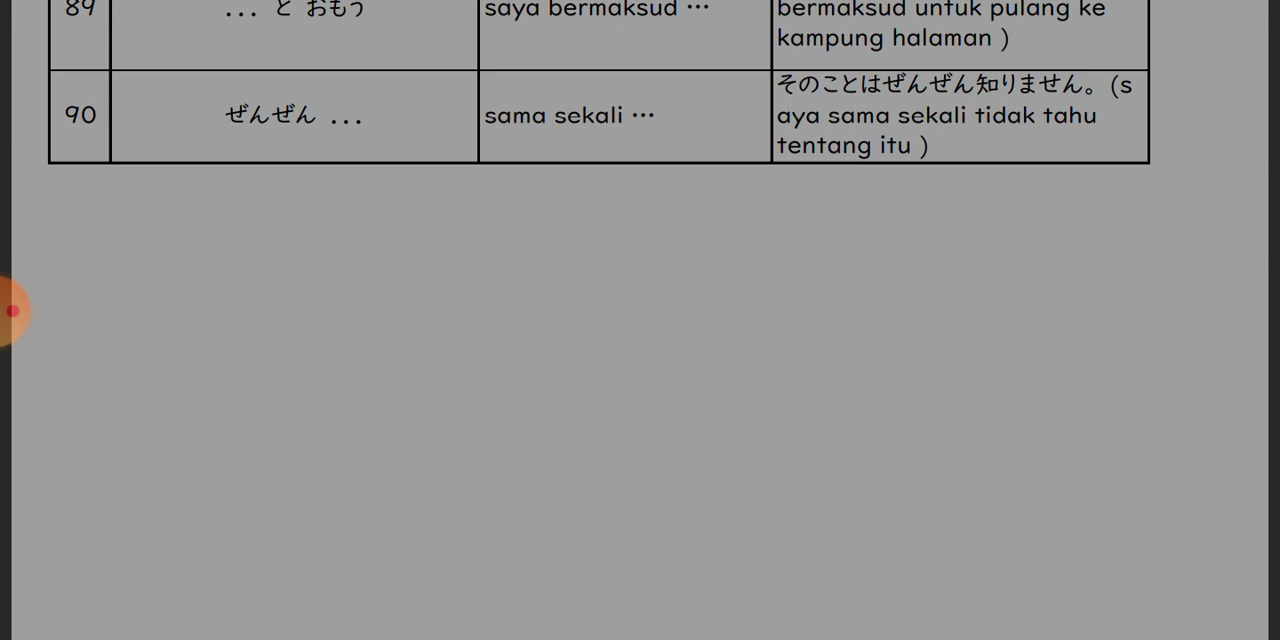 89 ... と おもう saya bermaksud ... bermaksud untuk pulang ke
kampung halaman )
そのことはぜんぜん知りません。(s
90 ぜんぜん ... sama sekali ... aya sama sekali tidak tahu
tentang itu )